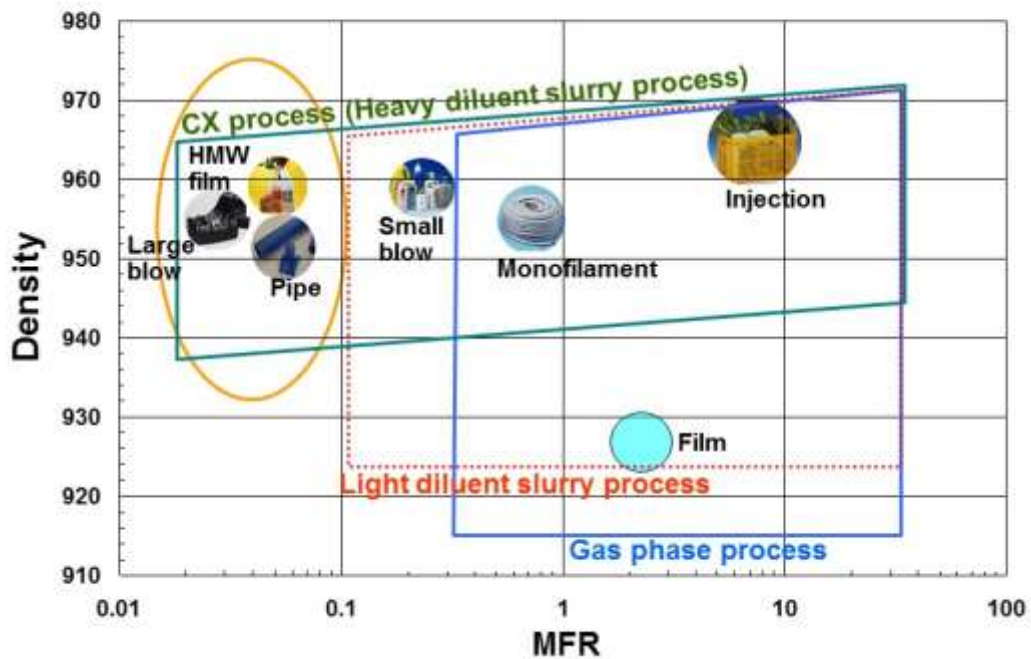 980
970
960
950
940
930
920
910
Density
CX process (Heavy diluent slurry process)
HMW
film
Large
blow
Pipe
Small
blow
Monofilament
Injection
Film
Light diluent slurry process
Gas phase process
0.01
0.1
1
10
100
MFR